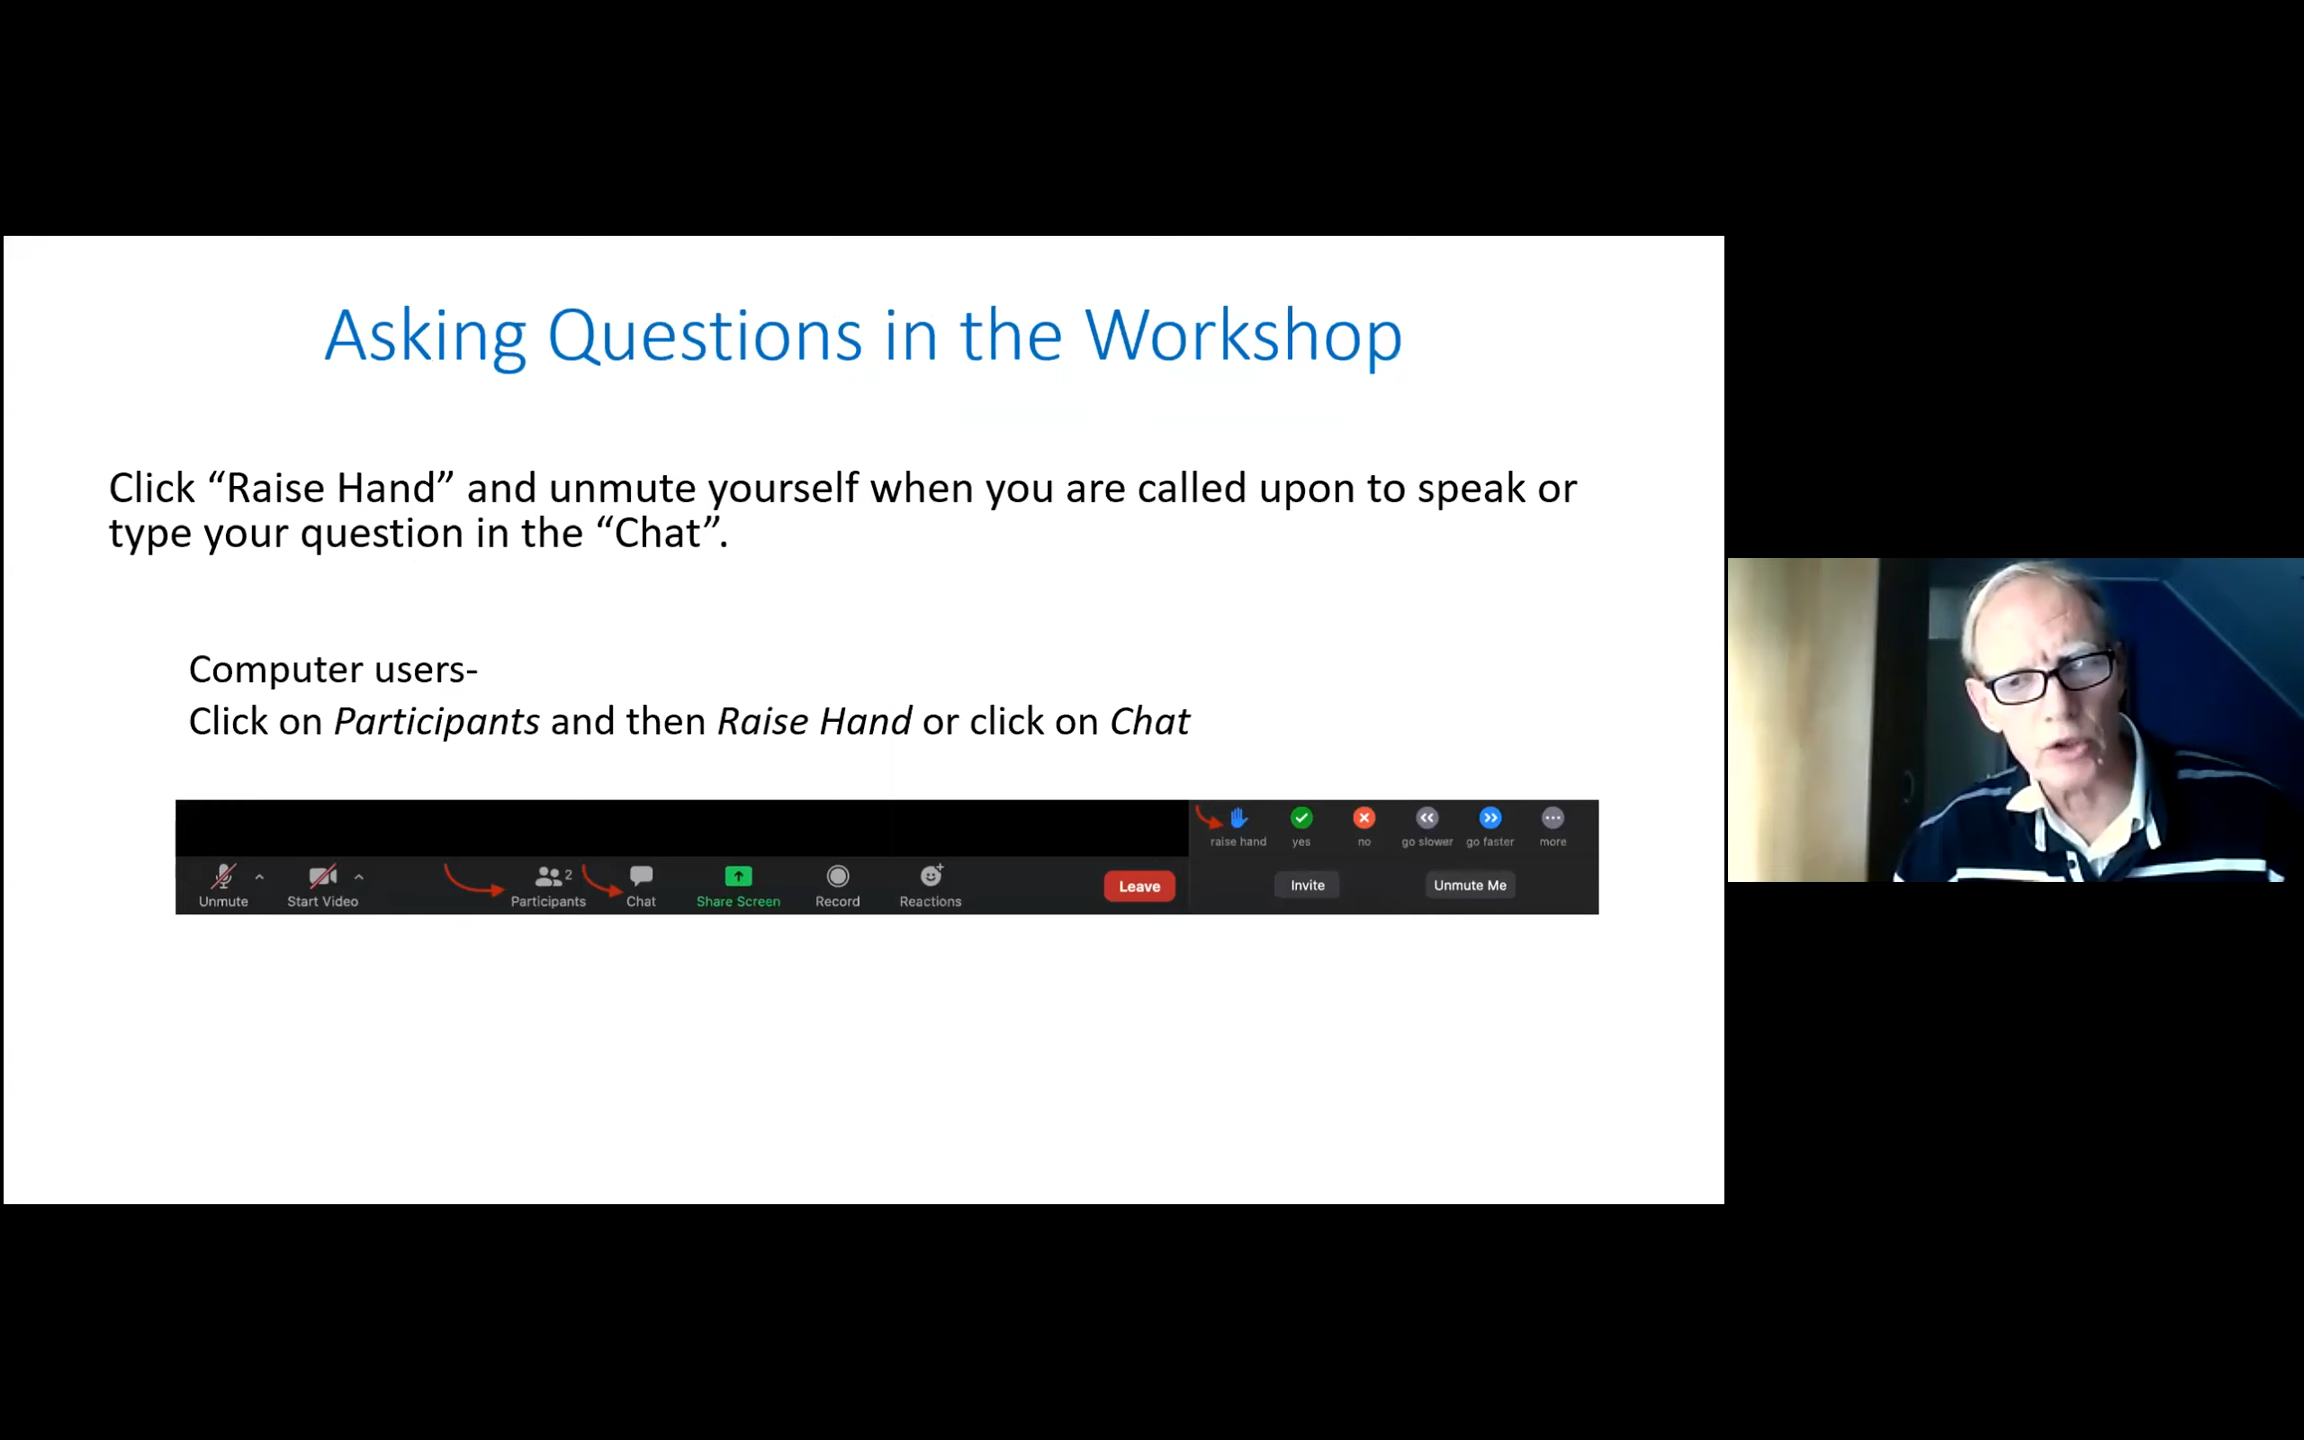 Asking Questions in the Workshop
Click “Raise Hand” and unmute yourself when you are called upon to speak or
type your question in the “Chat”.
Computer users-
Click on Participants and then Raise Hand or click on Chat
raise hand yes no go slower go faster more
Unmute Start Video Participants 2 Chat Share Screen Record Reactions Leave Invite Unmute Me